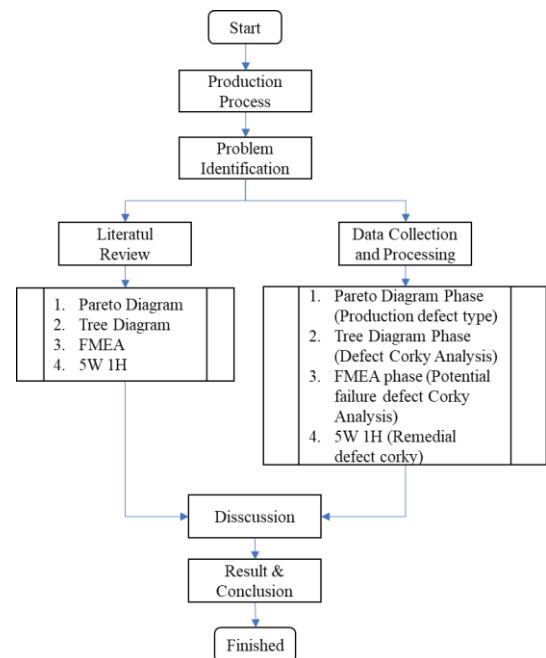 Start
Production
Process
Problem
Identification
Literatul
Review
Data Collection
and Processing
1. Pareto Diagram
2. Tree Diagram
3. FMEA
4. 5W 1H
1. Pareto Diagram Phase
(Production defect type)
2. Tree Diagram Phase
(Defect Corky Analysis)
3. FMEA phase (Potential
failure defect Corky
Analysis)
4. 5W 1H (Remedial
defect corky)
Disscussion
Result &
Conclusion
Finished